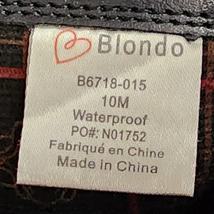 Blondo
B6718-015
10M
Waterproof
PO#: N01752
Fabriqué en Chine
Made in China